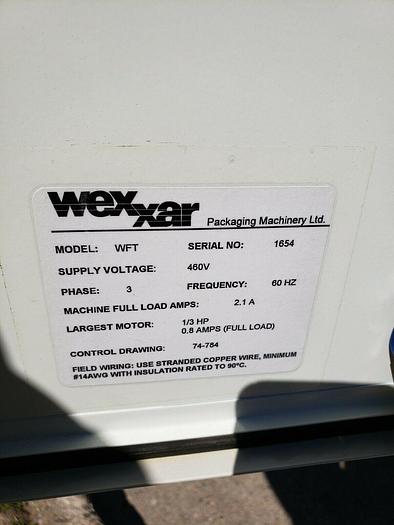 wexxar Packaging Machinery Ltd.
MODEL: WFT SERIAL NO: 1654
SUPPLY VOLTAGE: 460V
PHASE: 3 FREQUENCY: 60 HZ
MACHINE FULL LOAD AMPS: 2.1 A
LARGEST MOTOR: 1/3 HP
0.8 AMPS (FULL LOAD)
CONTROL DRAWING: 74-784
FIELD WIRING: USE STRANDED COPPER WIRE, MINIMUM
#14AWG WITH INSULATION RATED TO 90°C.